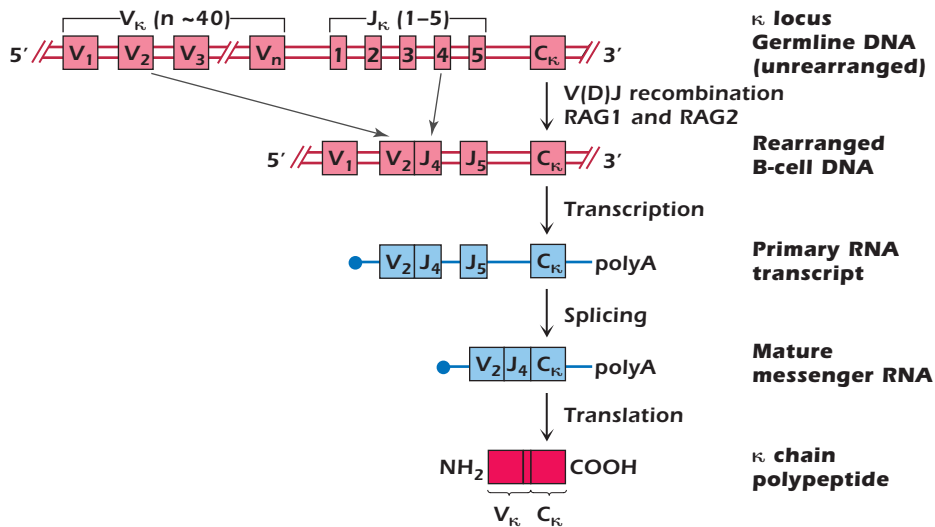 Vκ (n ~40) Jκ (1–5)
5′ V1 V2 V3 Vn 1 2 3 4 5 Cκ 3′
κ locus
Germline DNA
(unrearranged)
V(D)J recombination
RAG1 and RAG2
5′ V1 V2 J4 J5 Cκ 3′
Rearranged
B-cell DNA
Transcription
V2 J4 J5 Cκ polyA
Primary RNA
transcript
Splicing
V2 J4 Cκ polyA
Mature
messenger RNA
Translation
NH2 COOH
κ chain
polypeptide
Vκ Cκ